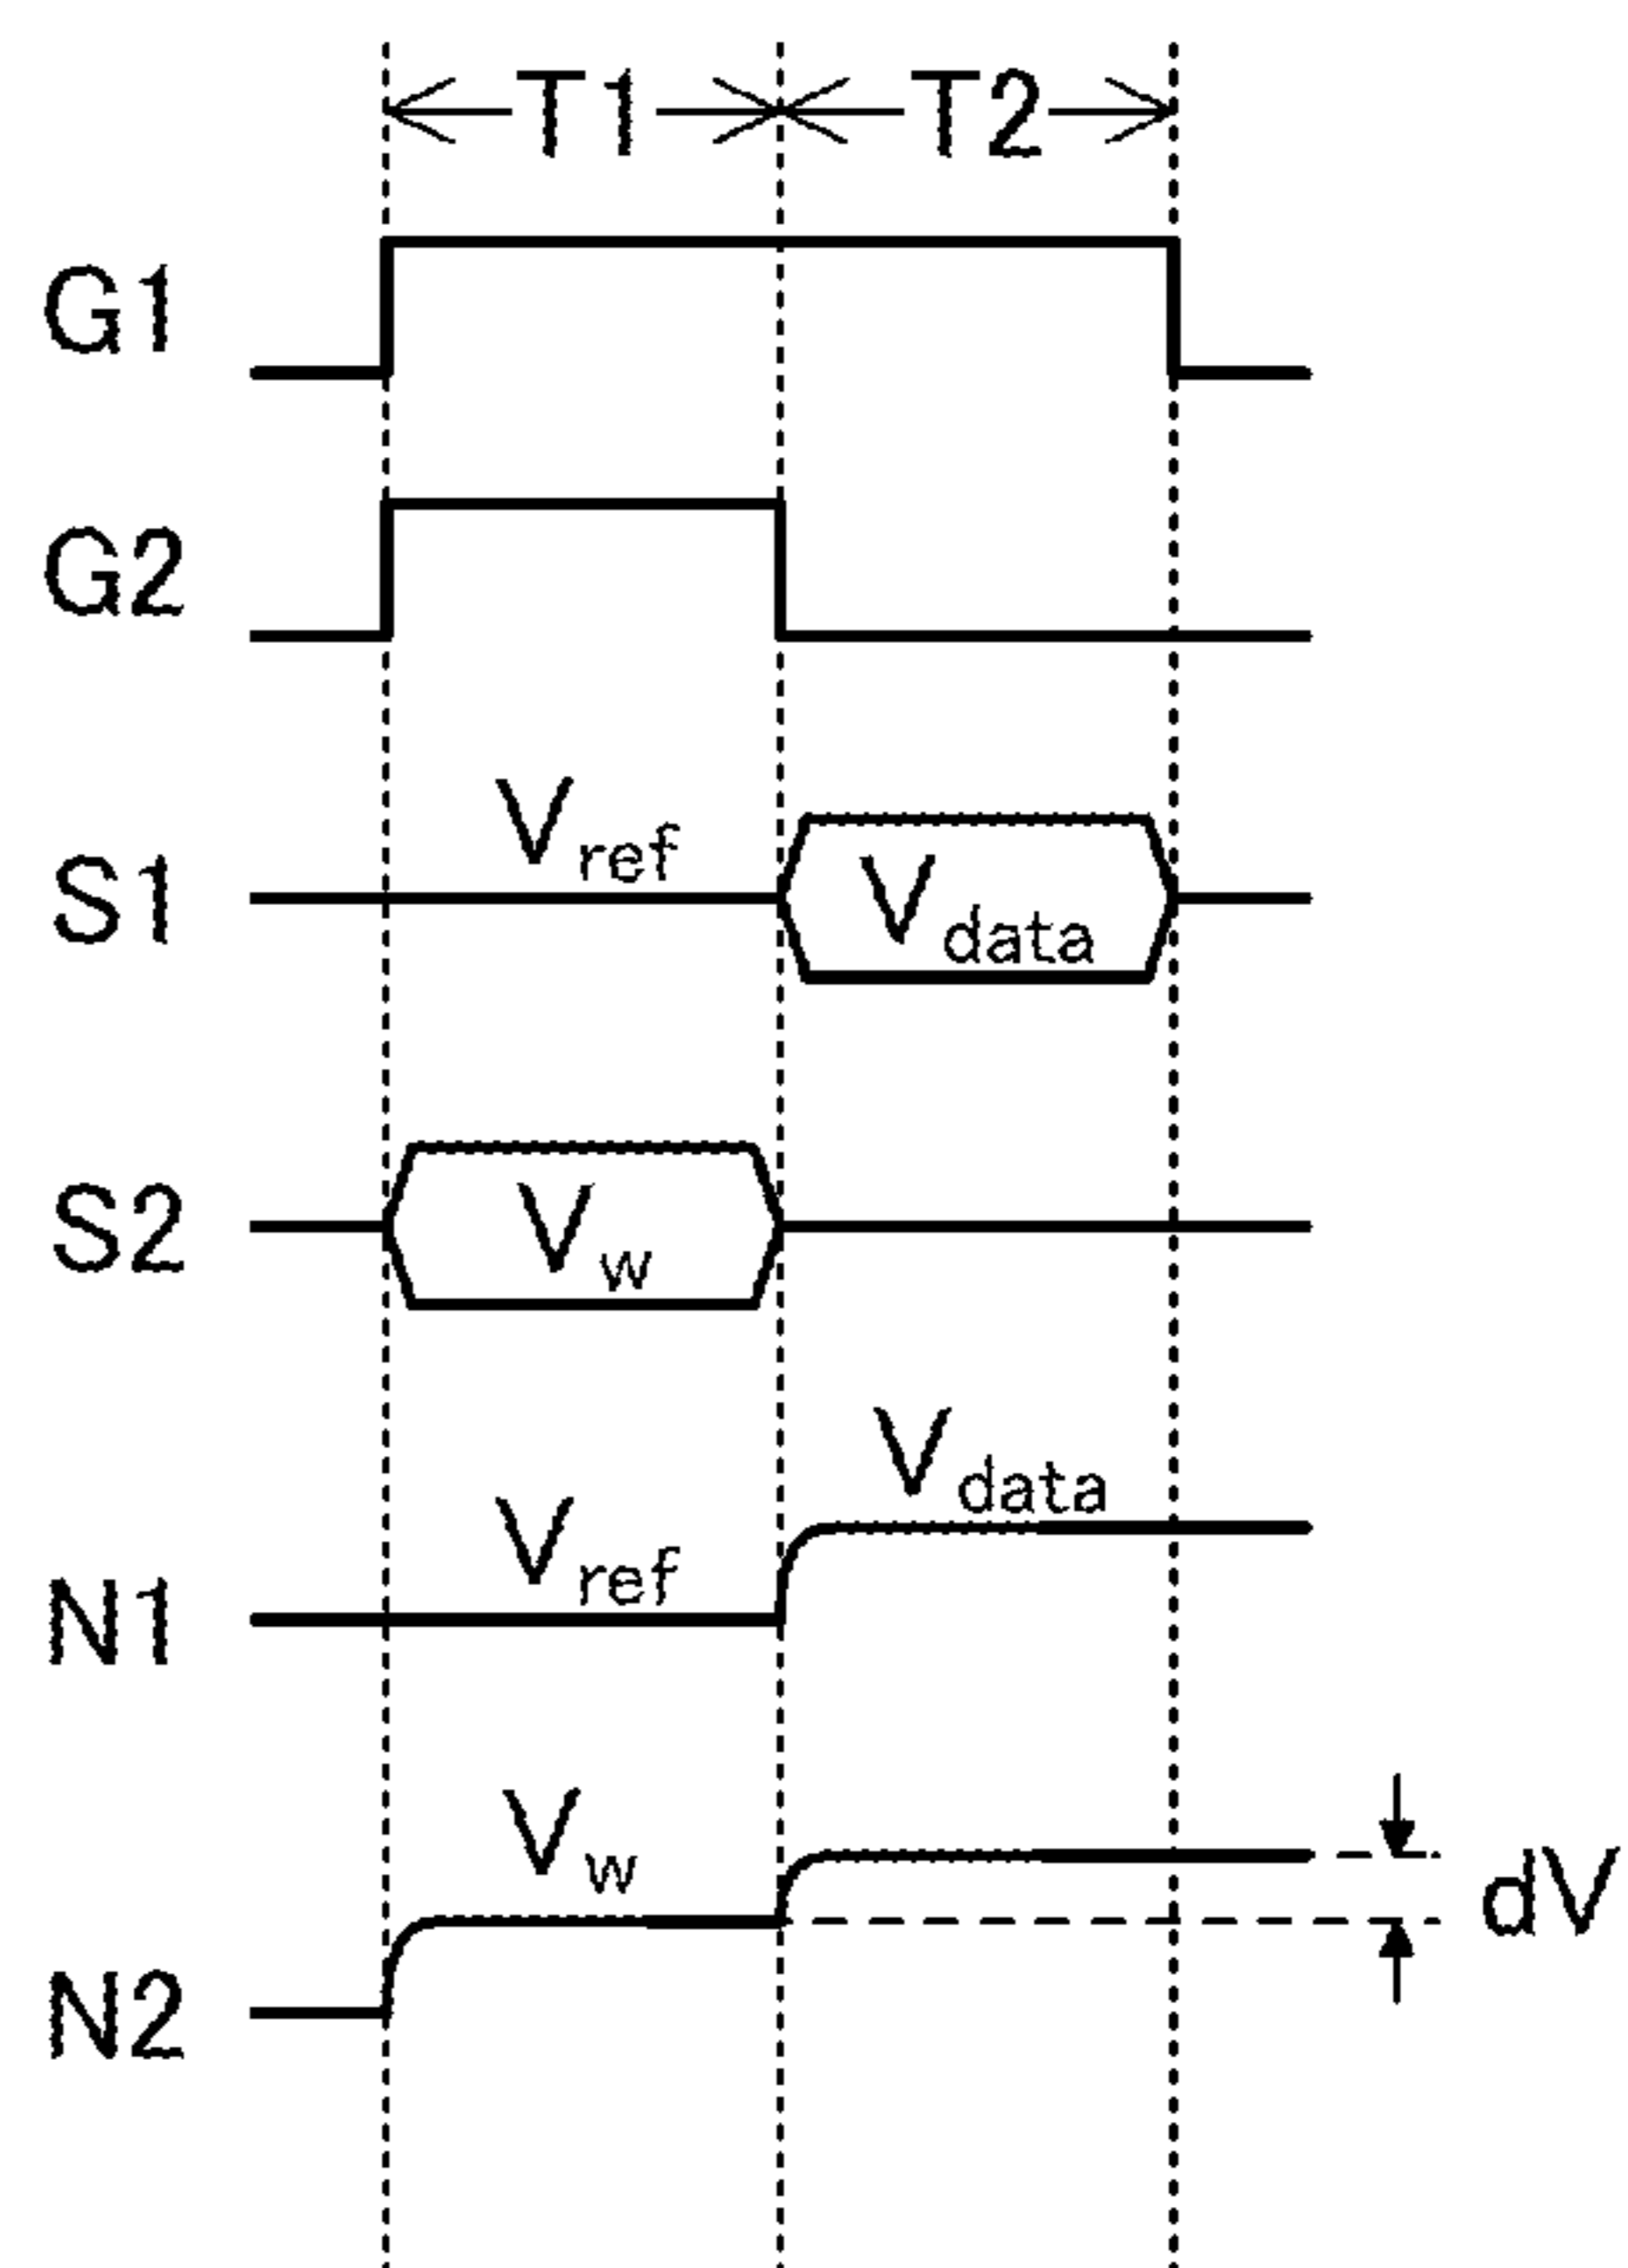 T1 T2
G1
G2
S1 Vref Vdata
S2 Vw
N1 Vref Vdata
N2 Vw dV